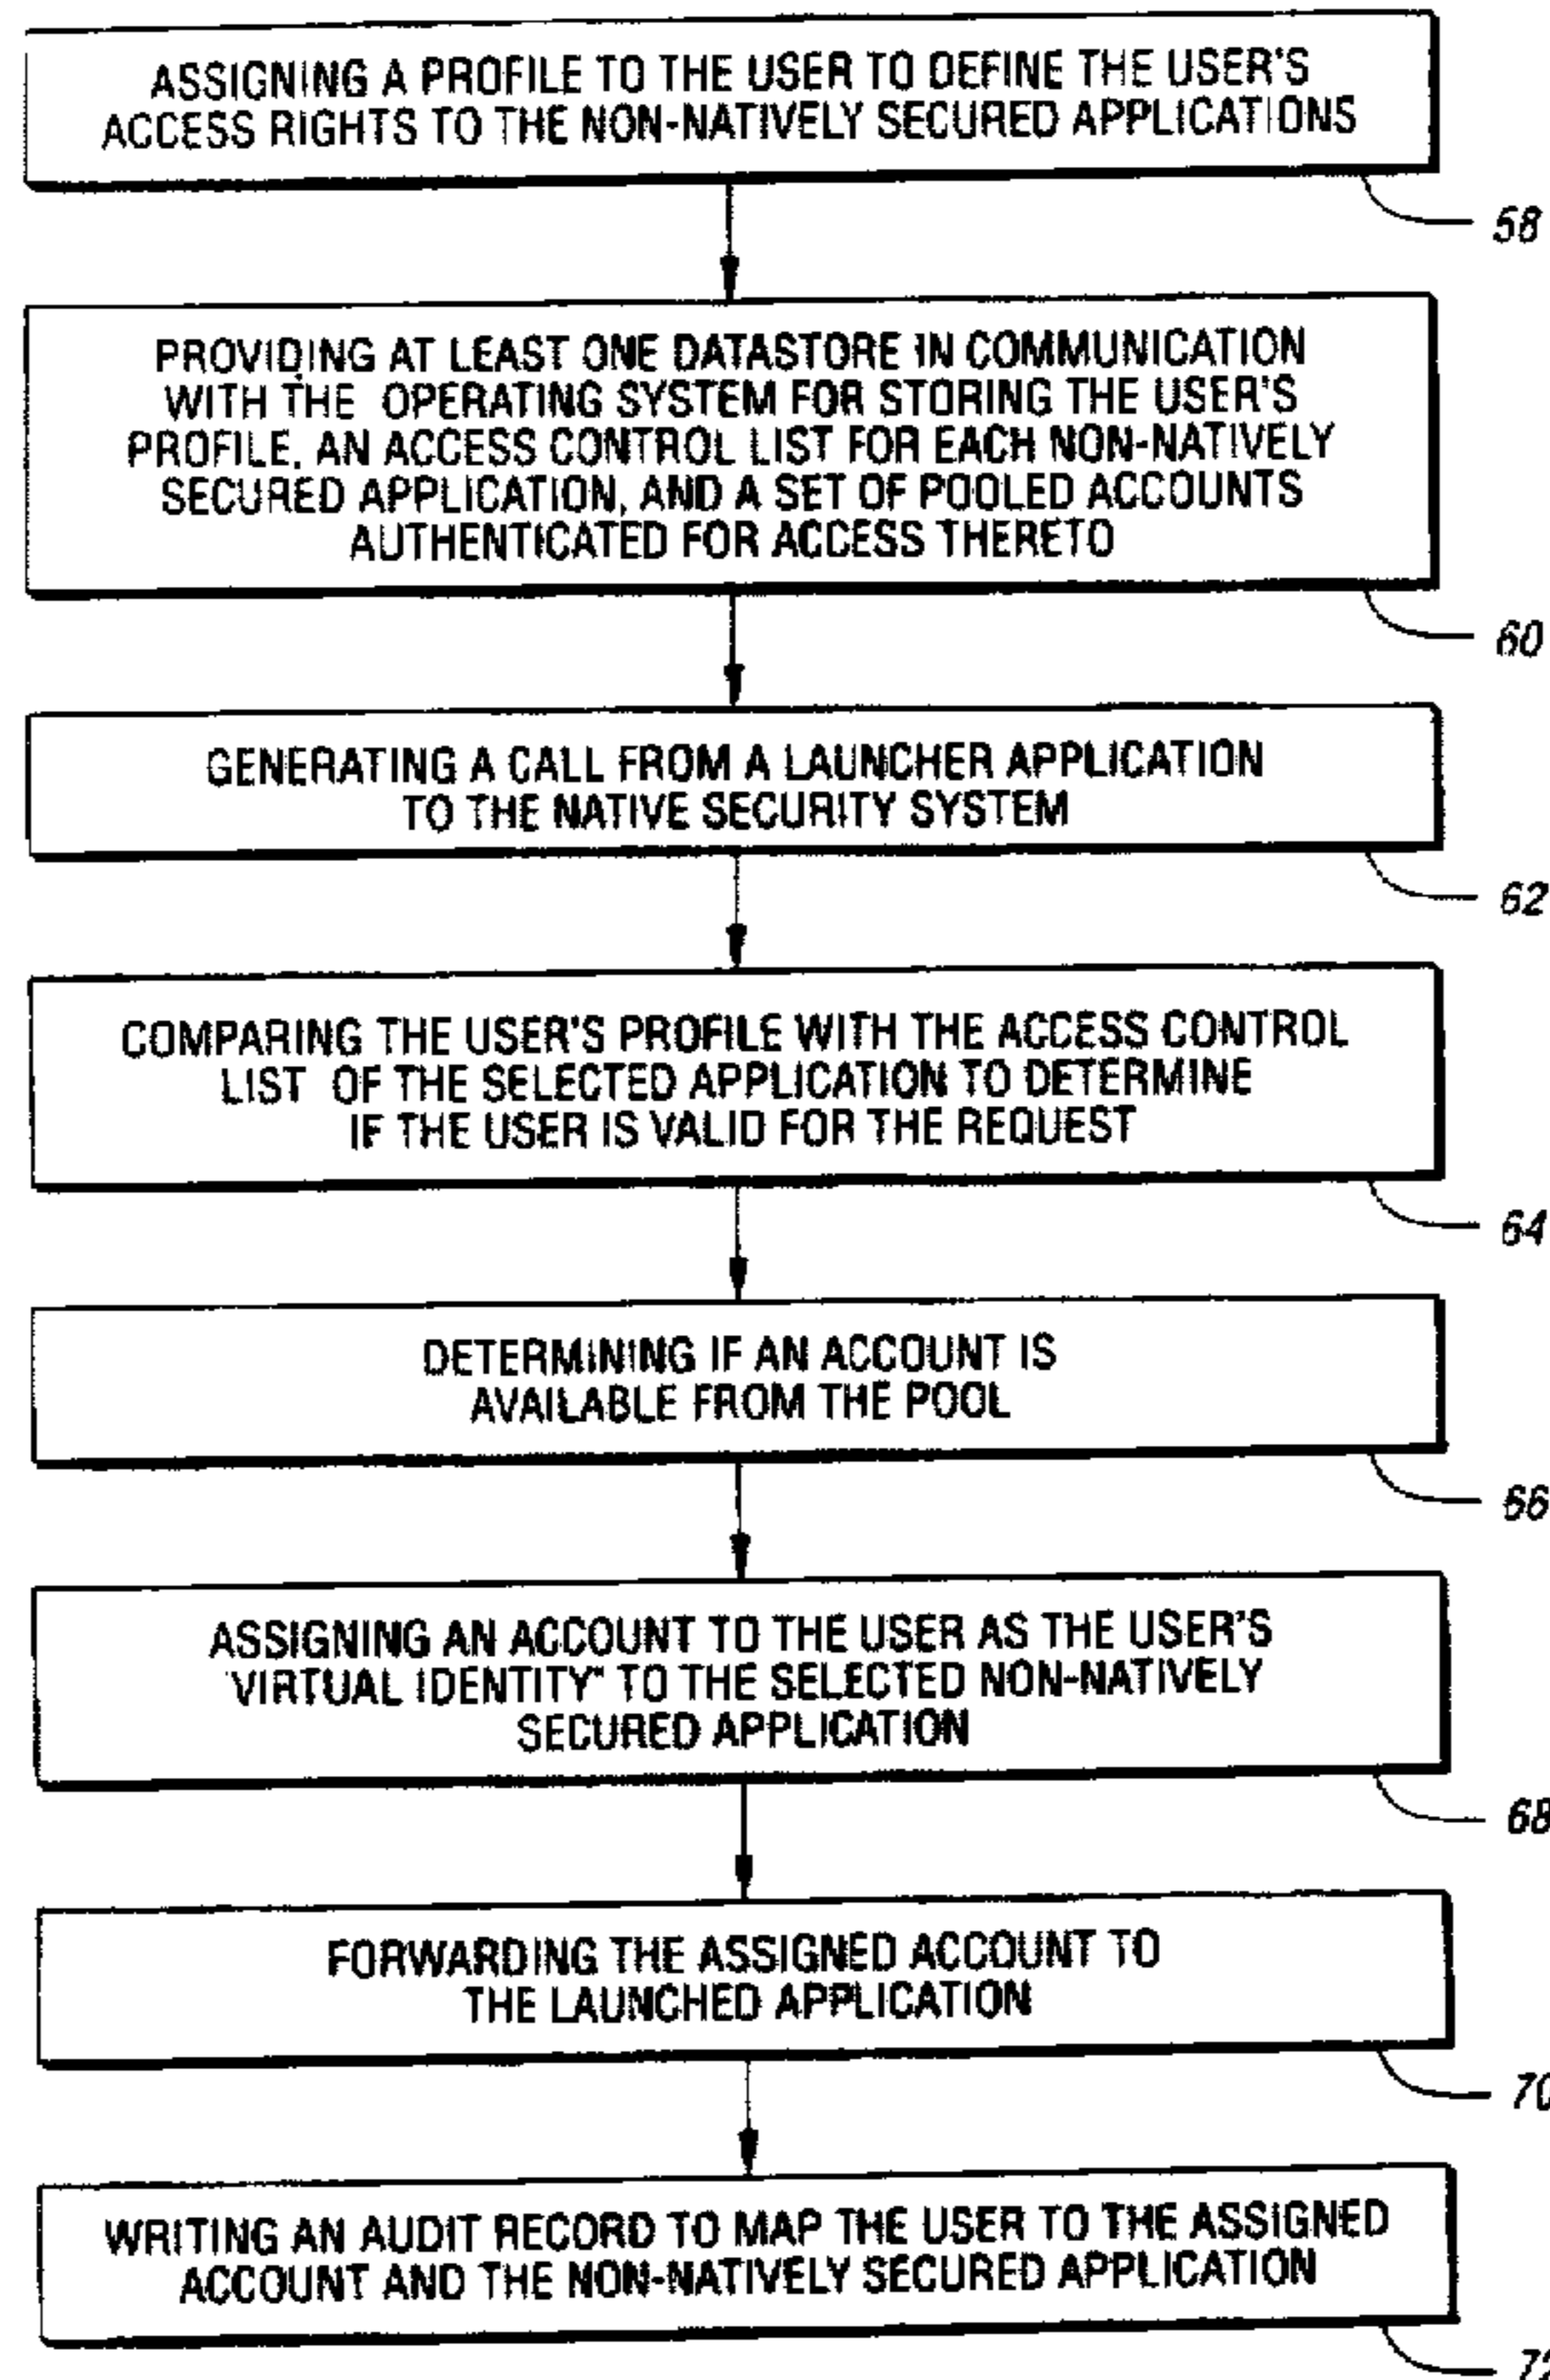 ASSIGNING A PROFILE TO THE USER TO DEFINE THE USER'S
ACCESS RIGHTS TO THE NON-NATIVELY SECURED APPLICATIONS
58
PROVIDING AT LEAST ONE DATASTORE IN COMMUNICATION
WITH THE OPERATING SYSTEM FOR STORING THE USER'S
PROFILE, AN ACCESS CONTROL LIST FOR EACH NON-NATIVELY
SECURED APPLICATION, AND A SET OF POOLED ACCOUNTS
AUTHENTICATED FOR ACCESS THERETO
60
GENERATING A CALL FROM A LAUNCHER APPLICATION
TO THE NATIVE SECURITY SYSTEM
62
COMPARING THE USER'S PROFILE WITH THE ACCESS CONTROL
LIST OF THE SELECTED APPLICATION TO DETERMINE
IF THE USER IS VALID FOR THE REQUEST
64
DETERMINING IF AN ACCOUNT IS
AVAILABLE FROM THE POOL
66
ASSIGNING AN ACCOUNT TO THE USER AS THE USER'S
"VIRTUAL IDENTITY" TO THE SELECTED NON-NATIVELY
SECURED APPLICATION
68
FORWARDING THE ASSIGNED ACCOUNT TO
THE LAUNCHED APPLICATION
70
WRITING AN AUDIT RECORD TO MAP THE USER TO THE ASSIGNED
ACCOUNT AND THE NON-NATIVELY SECURED APPLICATION
72